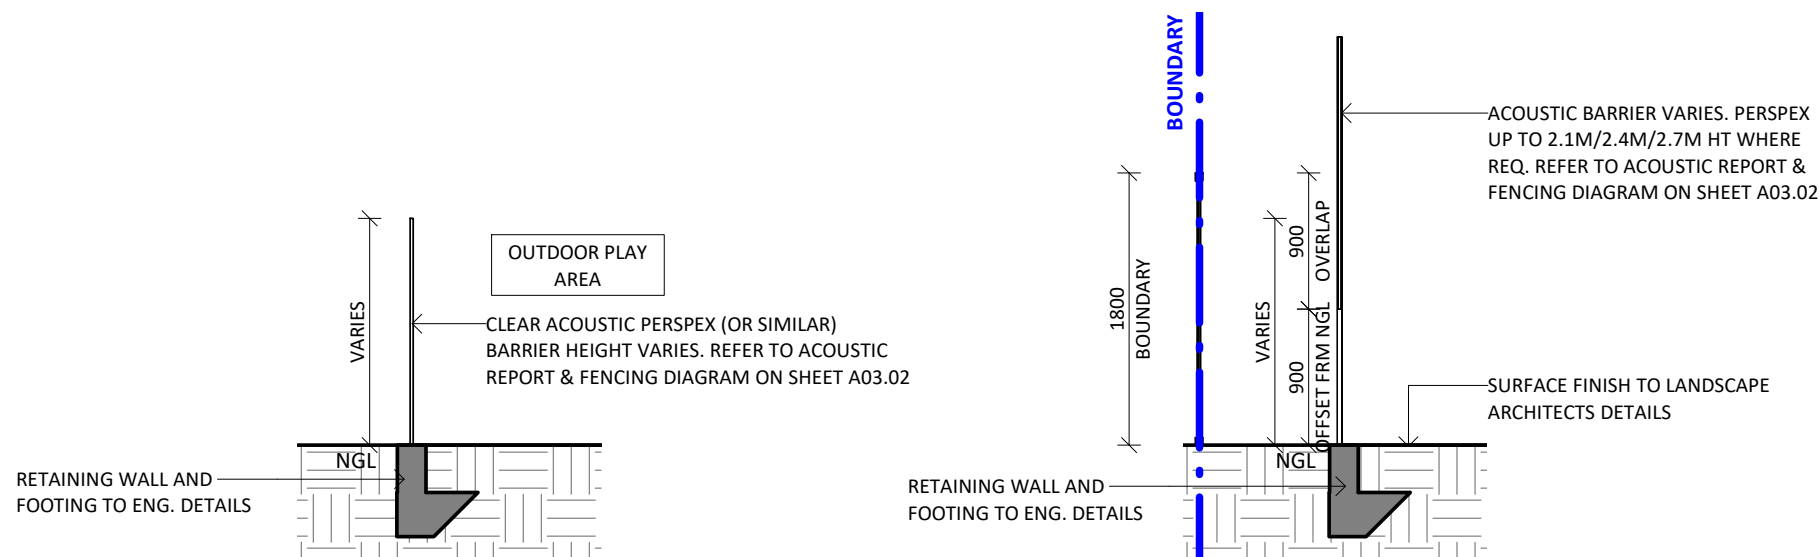 VARIES
OUTDOOR PLAY
AREA
CLEAR ACOUSTIC PERSPEX (OR SIMILAR)
BARRIER HEIGHT VARIES. REFER TO ACOUSTIC
REPORT & FENCING DIAGRAM ON SHEET A03.02
NGL
RETAINING WALL AND
FOOTING TO ENG. DETAILS
BOUNDARY
1800
BOUNDARY
VARIES
900
OVERLAP
900
OFFSET FRM NGL
ACOUSTIC BARRIER VARIES. PERSPEX
UP TO 2.1M/2.4M/2.7M HT WHERE
REQ. REFER TO ACOUSTIC REPORT &
FENCING DIAGRAM ON SHEET A03.02
SURFACE FINISH TO LANDSCAPE
ARCHITECTS DETAILS
NGL
RETAINING WALL AND
FOOTING TO ENG. DETAILS